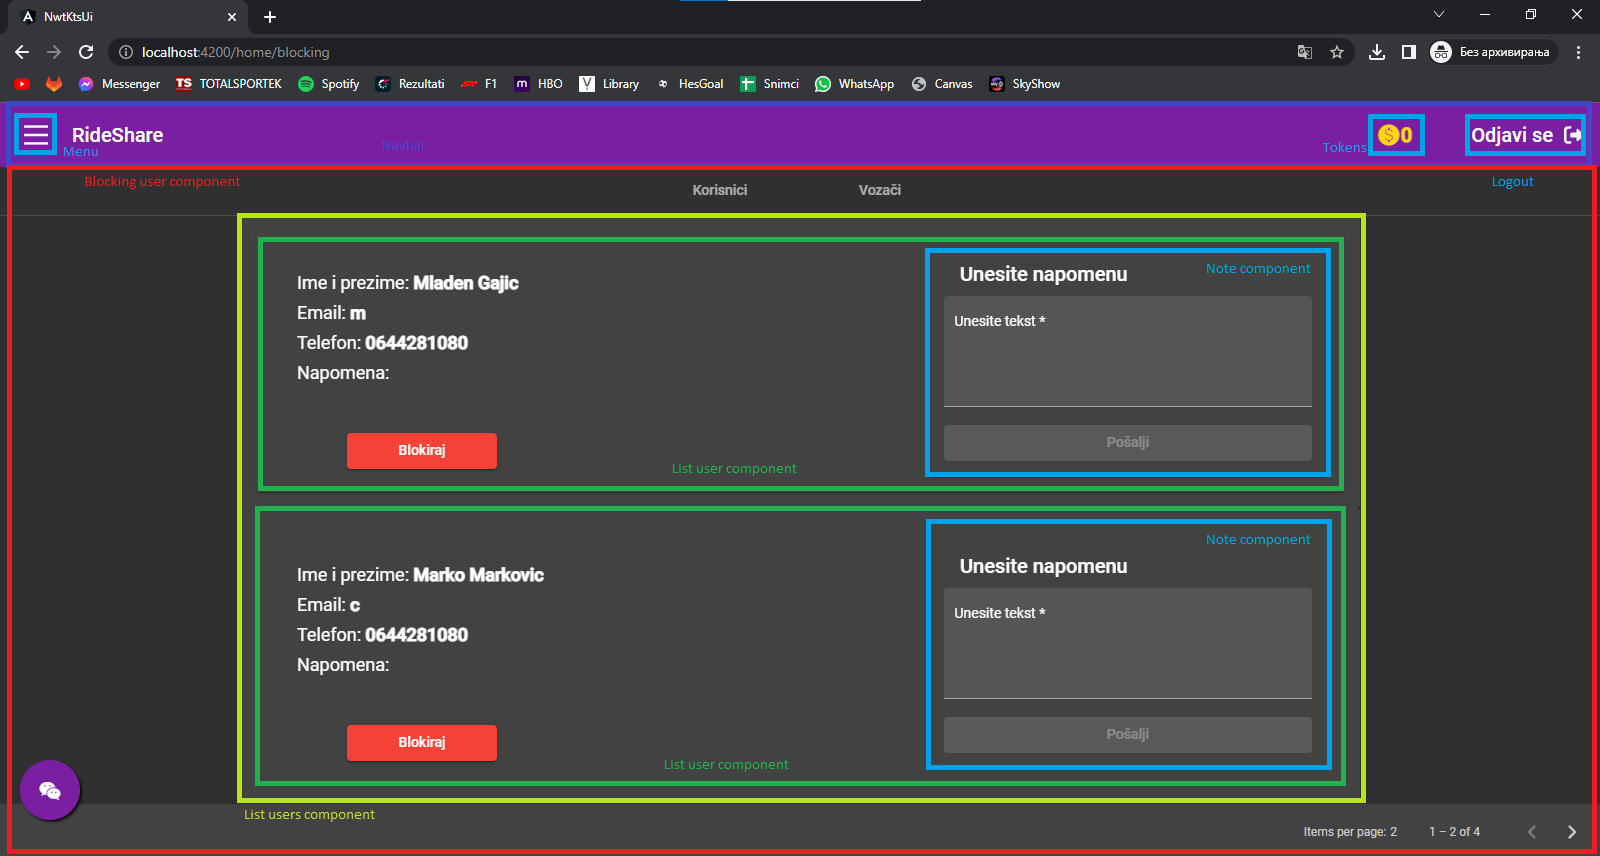 NwtKtsUi
localhost:4200/home/blocking
Без архивирања
Messenger TS TOTALSPORTEK Spotify Rezultati F1 m HBO V Library HesGoal Snimci WhatsApp Canvas SkyShow
RideShare
$0
Odjavi se
Menu
Navbar
Tokens
Blocking user component
Logout
Korisnici Vozači
Ime i prezime: Mladen Gajic
Email: m
Telefon: 0644281080
Napomena:
Blokiraj
List user component
Unesite napomenu
Note component
Unesite tekst *
Pošalji
Ime i prezime: Marko Markovic
Email: c
Telefon: 0644281080
Napomena:
Blokiraj
List user component
Note component
Unesite napomenu
Unesite tekst *
Pošalji
List users component
Items per page: 2 1 – 2 of 4